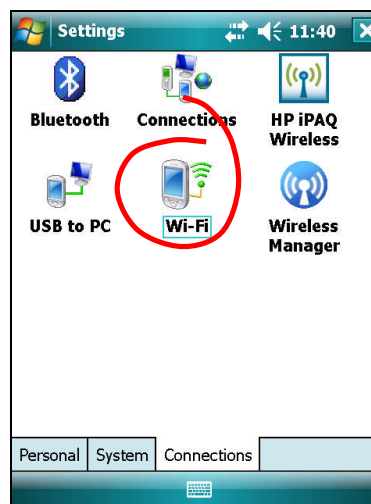 Settings 11:40
Bluetooth Connections HP iPAQ
Wireless
USB to PC Wi-Fi Wireless
Manager
Personal System Connections